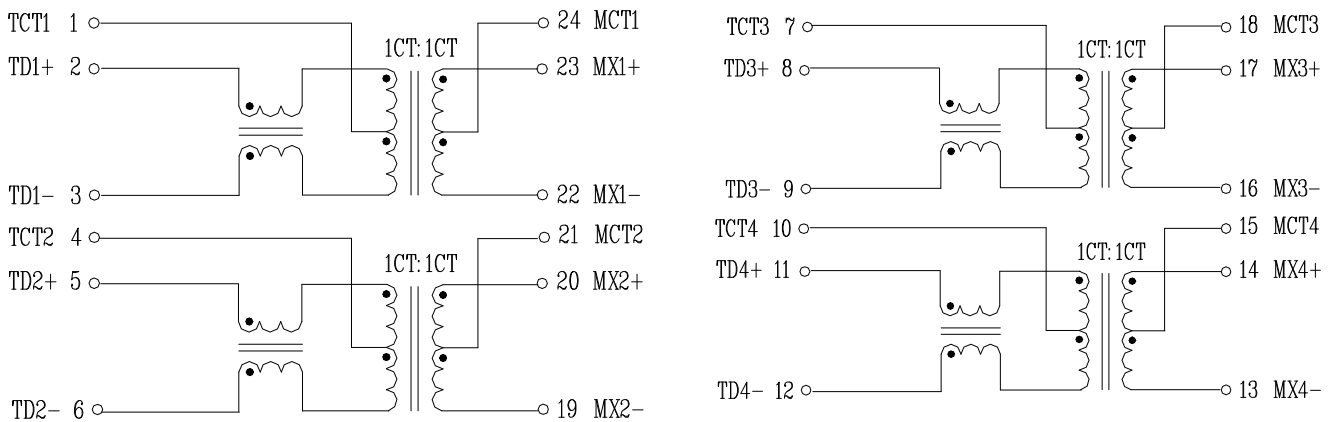 TCT1 1
24 MCT1
1CT:1CT
TD1+ 2
23 MX1+
TD1- 3
22 MX1-
TCT2 4
21 MCT2
1CT:1CT
TD2+ 5
20 MX2+
TD2- 6
19 MX2-
TCT3 7
18 MCT3
1CT:1CT
TD3+ 8
17 MX3+
TD3- 9
16 MX3-
TCT4 10
15 MCT4
1CT:1CT
TD4+ 11
14 MX4+
TD4- 12
13 MX4-